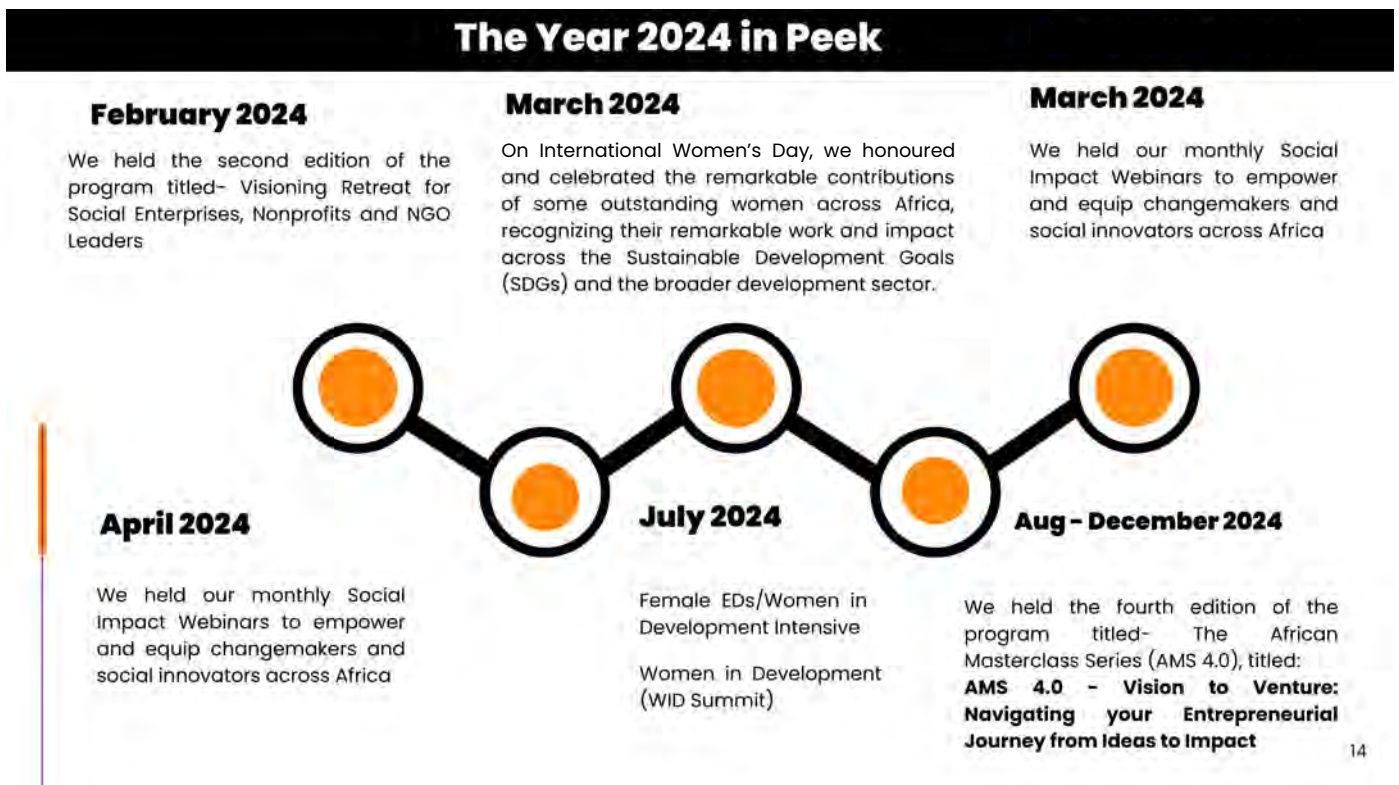 The Year 2024 in Peek
February 2024
We held the second edition of the
program titled- Visioning Retreat for
Social Enterprises, Nonprofits and NGO
Leaders
March 2024
On International Women's Day, we honoured
and celebrated the remarkable contributions
of some outstanding women across Africa,
recognizing their remarkable work and impact
across the Sustainable Development Goals
(SDGs) and the broader development sector.
March 2024
We held our monthly Social
Impact Webinars to empower
and equip changemakers and
social innovators across Africa
April 2024
We held our monthly Social
Impact Webinars to empower
and equip changemakers and
social innovators across Africa
July 2024
Female EDs/Women in
Development Intensive
Women in Development
(WID Summit)
Aug - December 2024
We held the fourth edition of the
program titled- The African
Masterclass Series (AMS 4.0), titled:
AMS 4.0 - Vision to Venture:
Navigating your Entrepreneurial
Journey from Ideas to Impact
14